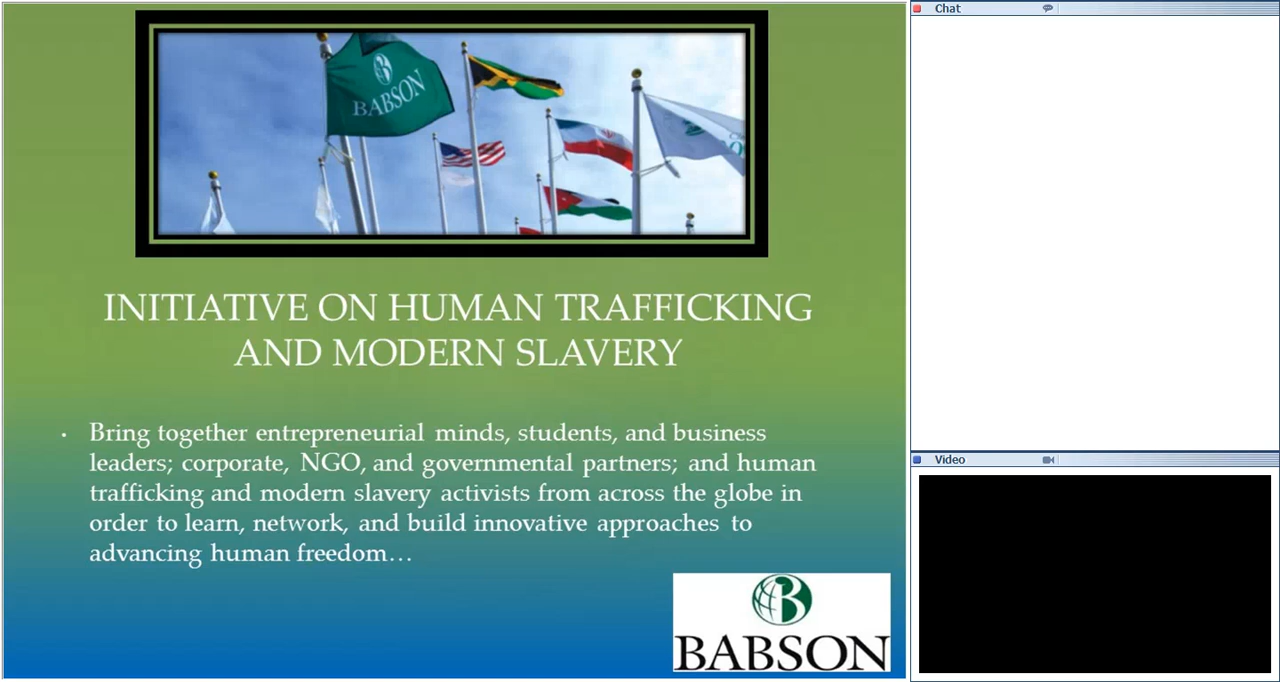 BABSON
INITIATIVE ON HUMAN TRAFFICKING
AND MODERN SLAVERY
• Bring together entrepreneurial minds, students, and business
leaders; corporate, NGO, and governmental partners; and human
trafficking and modern slavery activists from across the globe in
order to learn, network, and build innovative approaches to
advancing human freedom…
B
BABSON
Chat
Video